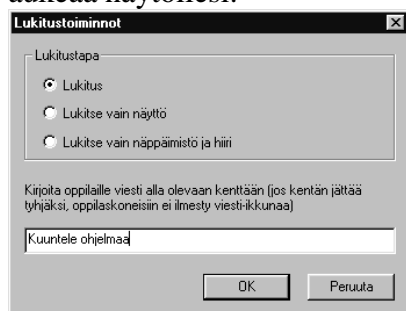 aukeaa näytöllesi.
Lukitustoiminnot
Lukitustapa
Lukitus
Lukitse vain näyttö
Lukitse vain näppäimistö ja hiiri
Kirjoita oppilaille viesti alla olevaan kenttään (jos kentän jättää
tyhjäksi, oppilaskoneisiin ei ilmesty viesti-ikkunaa)
Kuuntele ohjelmaa
OK
Peruuta